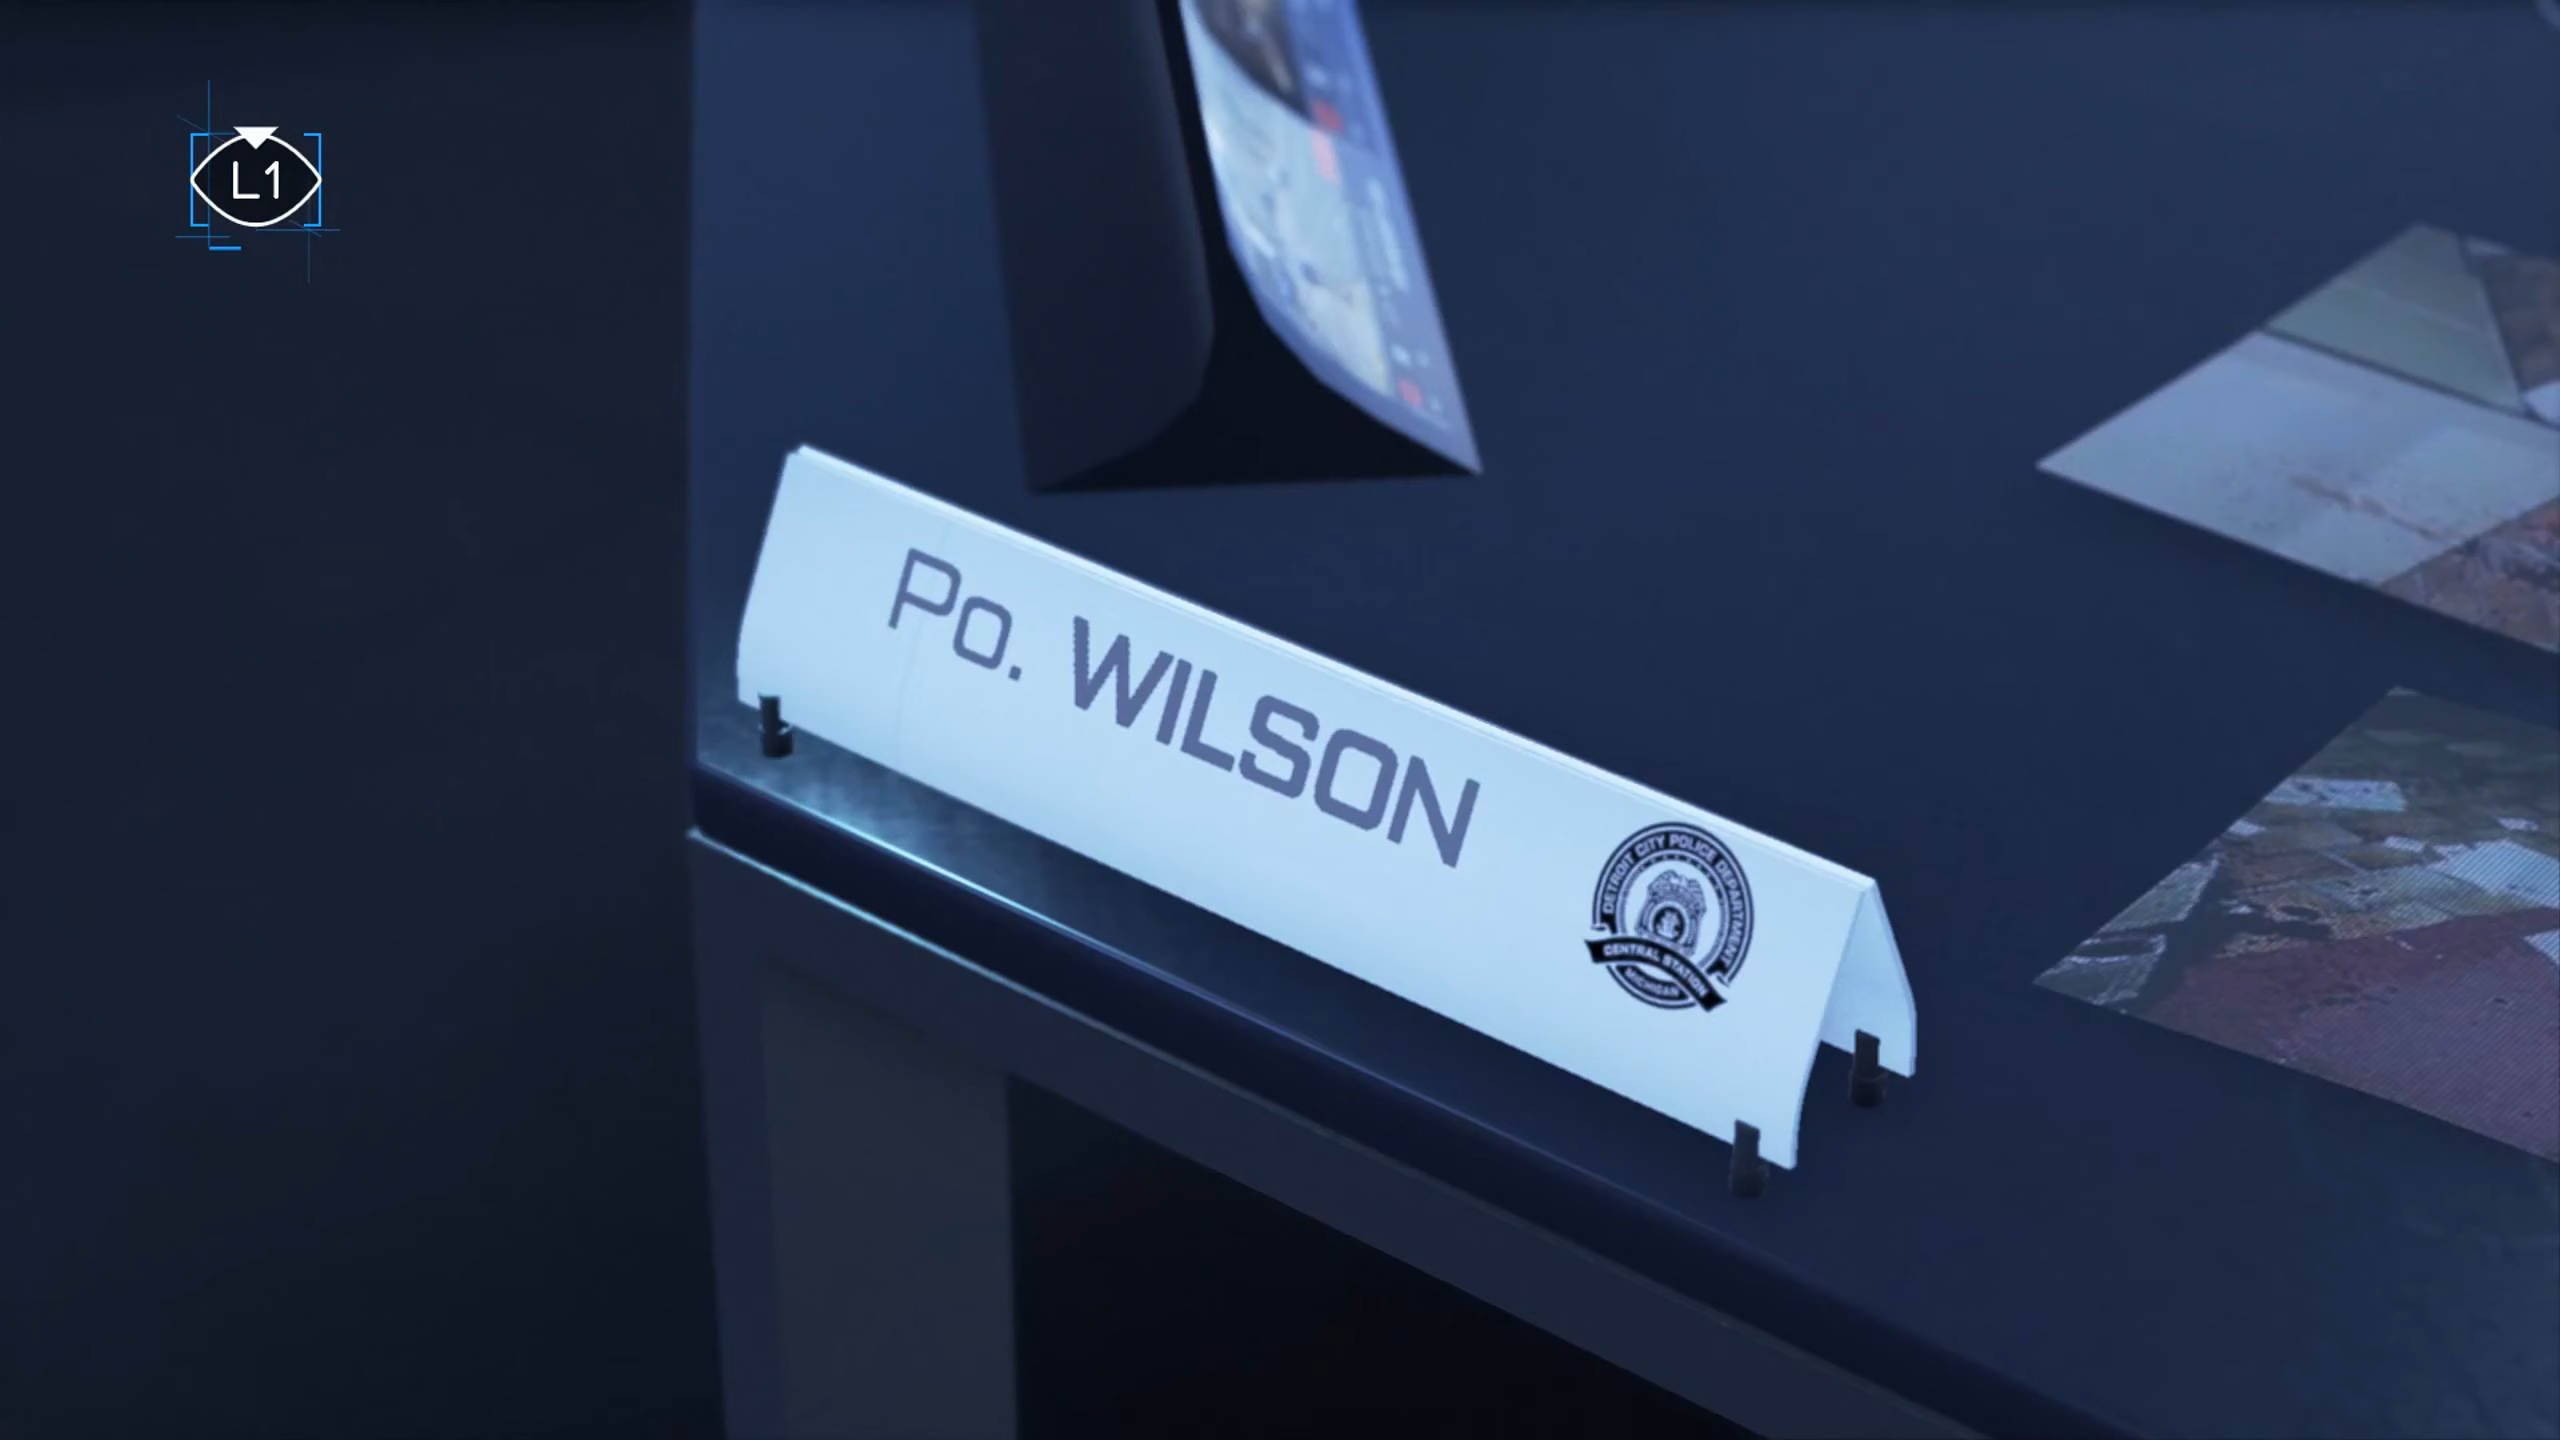 L1
Po. WILSON
DETROIT CITY POLICE DEPARTMENT
CENTRAL STATION
MICHIGAN